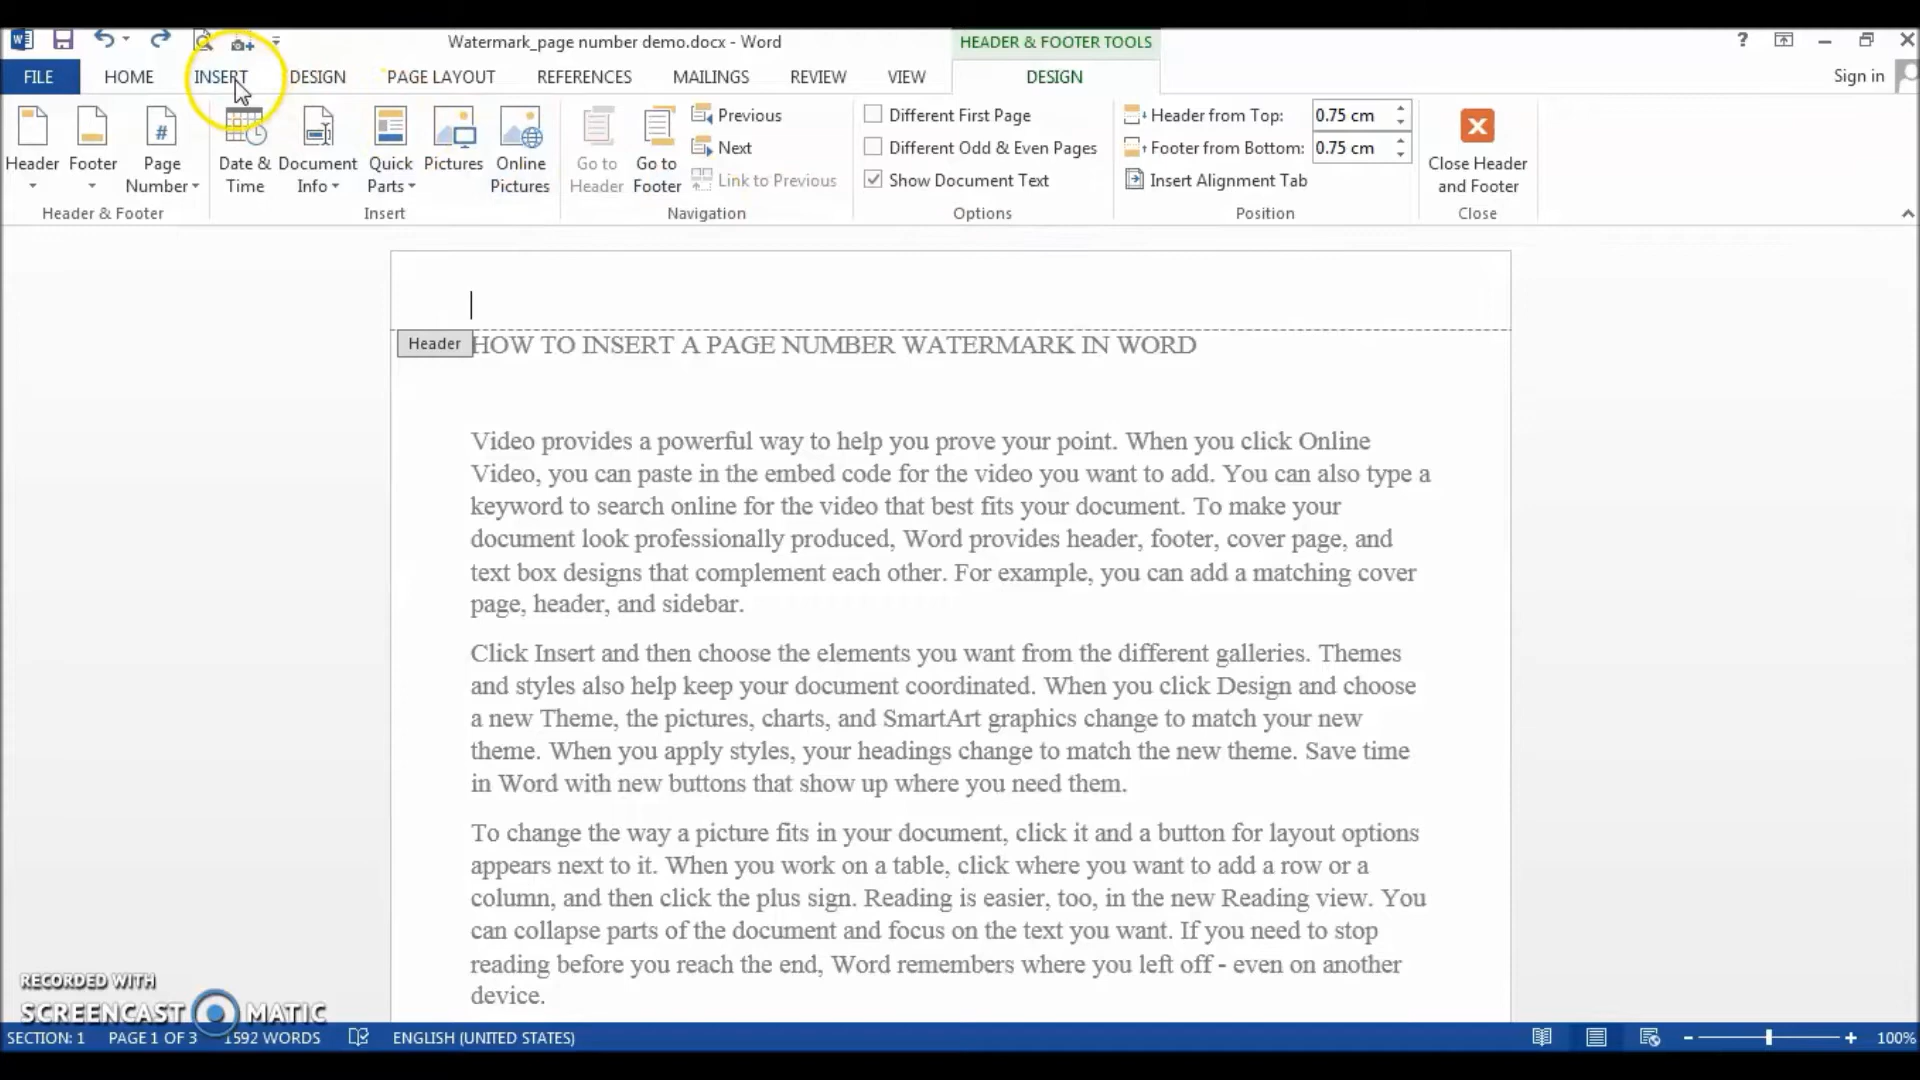 Watermark_page number demo.docx - Word
HEADER & FOOTER TOOLS
?
FILE HOME INSERT DESIGN PAGE LAYOUT REFERENCES MAILINGS REVIEW VIEW DESIGN Sign in
Header
Footer
Page Number
Header & Footer
Date & Time
Document Info
Quick Parts
Pictures
Online Pictures
Insert
Go to Header
Go to Footer
Previous
Next
Link to Previous
Navigation
Different First Page
Different Odd & Even Pages
Show Document Text
Options
Header from Top: 0.75 cm
Footer from Bottom: 0.75 cm
Insert Alignment Tab
Position
Close Header and Footer
Close
Header
HOW TO INSERT A PAGE NUMBER WATERMARK IN WORD
Video provides a powerful way to help you prove your point. When you click Online
Video, you can paste in the embed code for the video you want to add. You can also type a
keyword to search online for the video that best fits your document. To make your
document look professionally produced, Word provides header, footer, cover page, and
text box designs that complement each other. For example, you can add a matching cover
page, header, and sidebar.
Click Insert and then choose the elements you want from the different galleries. Themes
and styles also help keep your document coordinated. When you click Design and choose
a new Theme, the pictures, charts, and SmartArt graphics change to match your new
theme. When you apply styles, your headings change to match the new theme. Save time
in Word with new buttons that show up where you need them.
To change the way a picture fits in your document, click it and a button for layout options
appears next to it. When you work on a table, click where you want to add a row or a
column, and then click the plus sign. Reading is easier, too, in the new Reading view. You
can collapse parts of the document and focus on the text you want. If you need to stop
reading before you reach the end, Word remembers where you left off - even on another
device.
RECORDED WITH
SCREENCAST MATIC
SECTION: 1 PAGE 1 OF 3 1592 WORDS ENGLISH (UNITED STATES) 100%